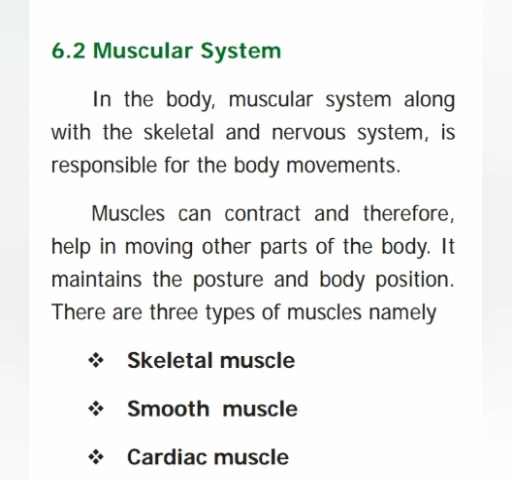 6.2 Muscular System
In the body, muscular system along
with the skeletal and nervous system, is
responsible for the body movements.
Muscles can contract and therefore,
help in moving other parts of the body. It
maintains the posture and body position.
There are three types of muscles namely
❖ Skeletal muscle
❖ Smooth muscle
❖ Cardiac muscle